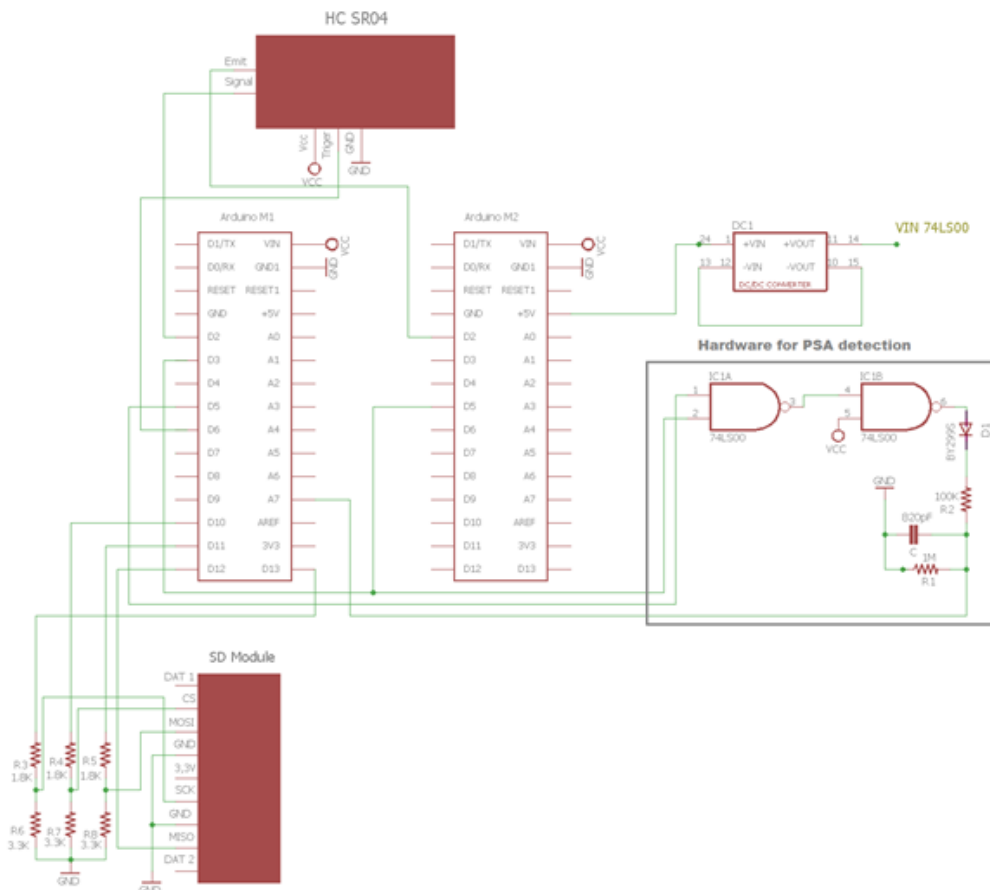 HC SR04
Emit
Signal
Vcc
Triger
GND
VCC
GND
Arduino M1
D1/TX VIN
D0/RX GND1
RESET RESET1
GND +5V
D2 A0
D3 A1
D4 A2
D5 A3
D6 A4
D7 A5
D8 A6
D9 A7
D10 AREF
D11 3V3
D12 D13
VCC
GND
Arduino M2
D1/TX VIN
D0/RX GND1
RESET RESET1
GND +5V
D2 A0
D3 A1
D4 A2
D5 A3
D6 A4
D7 A5
D8 A6
D9 A7
D10 AREF
D11 3V3
D12 D13
VCC
GND
DC1
24 1 +VIN +VOUT 11 14
13 12 -VIN -VOUT 10 15
DC/DC CONVERTER
VIN 74LS00
Hardware for PSA detection
IC1A
1
2
3
74LS00
IC1B
4
5
6
74LS00
VCC
BY299S
D1
100K
R2
GND
820pF
C
1M
R1
SD Module
DAT 1
CS
MOSI
GND
3,3V
SCK
GND
MISO
DAT 2
GND
R3
1.8K
R4
1.8K
R5
1.8K
R6
3.3K
R7
3.3K
R8
3.3K
GND